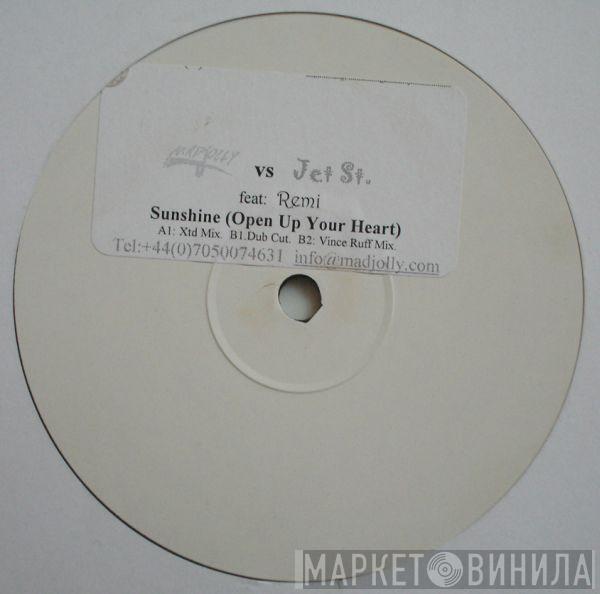 MADJOLLY vs Jet St.
feat: Remi
Sunshine (Open Up Your Heart)
A1: Xtd Mix. B1.Dub Cut. B2: Vince Ruff Mix.
Tel:+44(0)7050074631 info@madjolly.com
МАРКЕТ ВИНИЛА